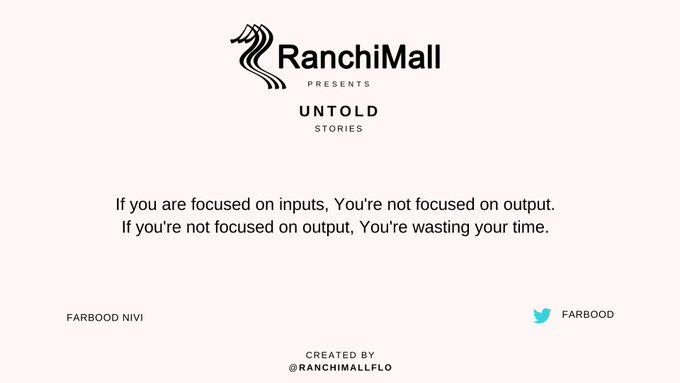 RanchiMall
PRESENTS
UNTOLD
STORIES
If you are focused on inputs, You're not focused on output.
If you're not focused on output, You're wasting your time.
FARBOOD NIVI
FARBOOD
CREATED BY
@RANCHIMALLFLO